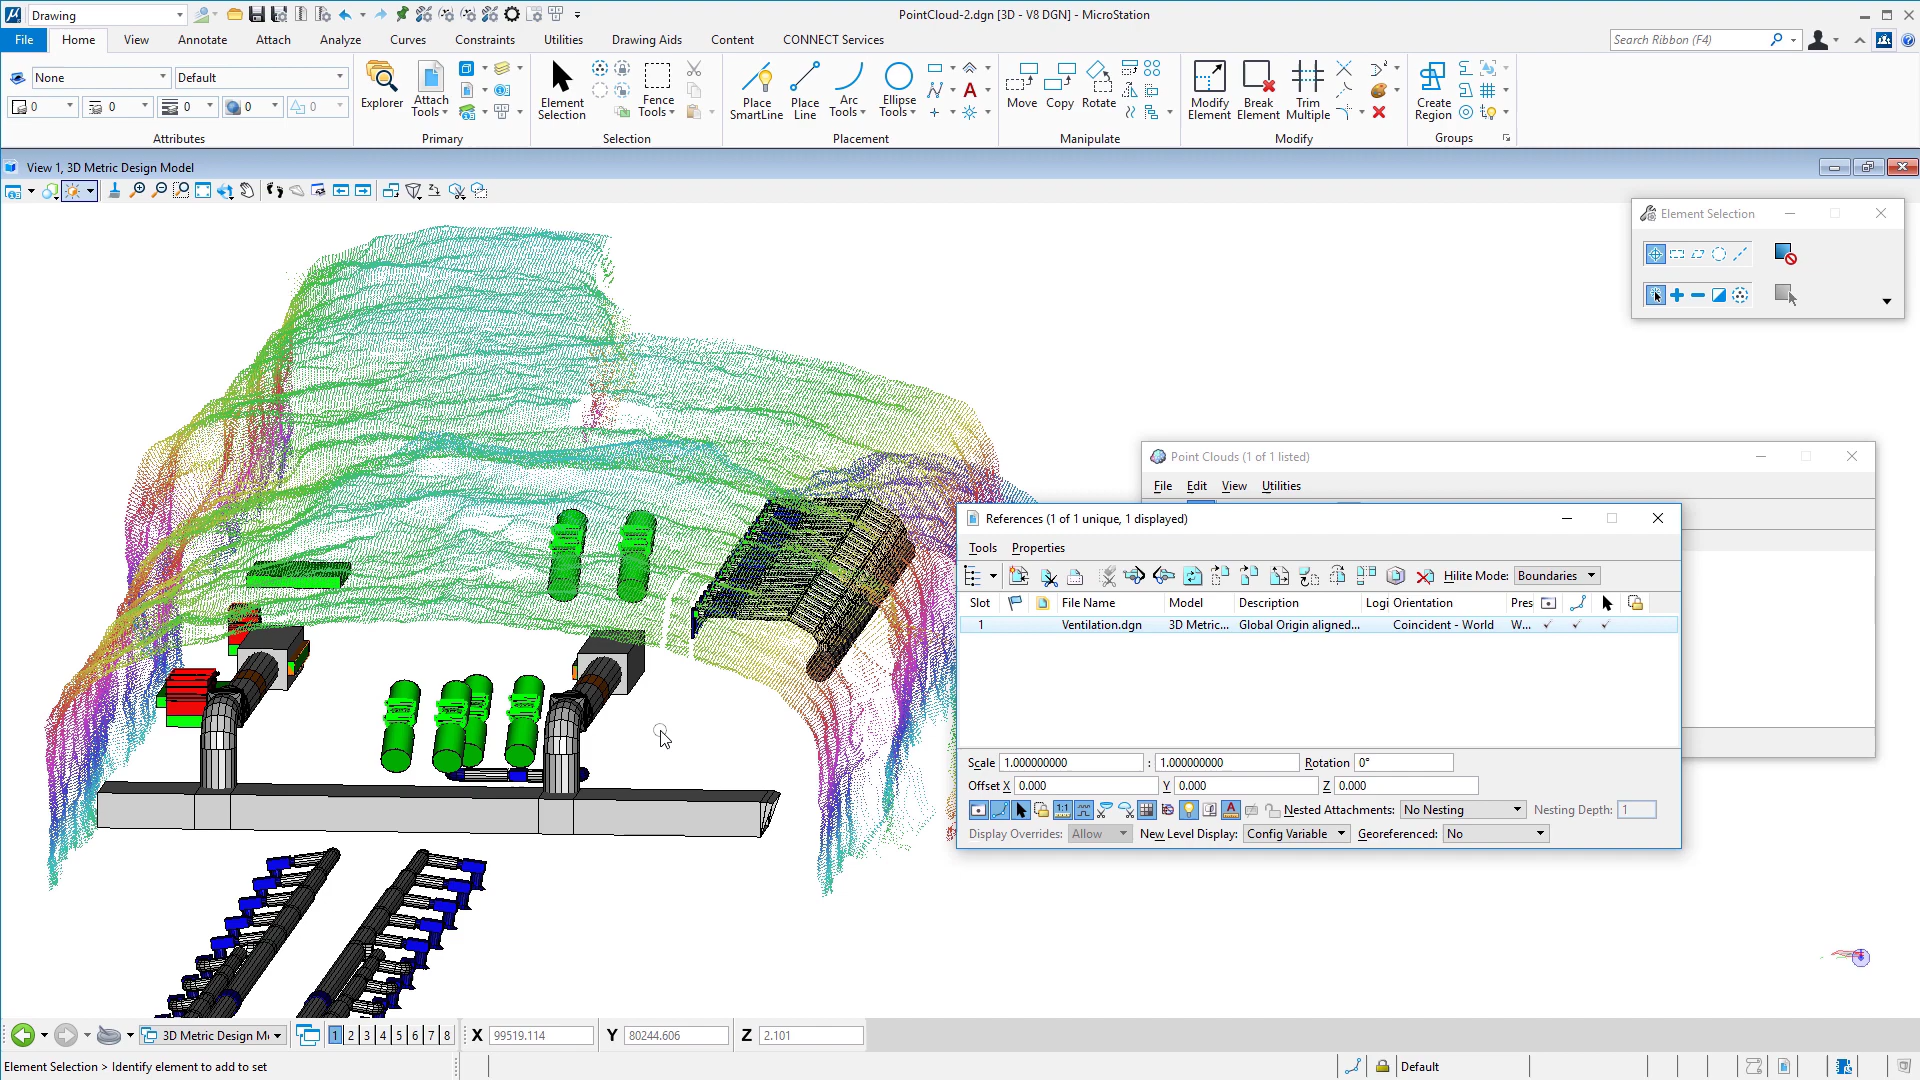 Drawing
PointCloud-2.dgn [3D - V8 DGN] - MicroStation
File Home View Annotate Attach Analyze Curves Constraints Utilities Drawing Aids Content CONNECT Services
Search Ribbon (F4)
None Default
0 0 0 0 0
Attributes
Explorer
Attach Tools
Primary
Element Selection
Fence Tools
Selection
Place SmartLine
Place Line
Arc Tools
Ellipse Tools
Placement
Move Copy Rotate
Manipulate
Modify Element
Break Element
Trim Multiple
Modify
Create Region
Groups
View 1, 3D Metric Design Model
Element Selection
Point Clouds (1 of 1 listed)
File Edit View Utilities
References (1 of 1 unique, 1 displayed)
Tools Properties
Hilite Mode: Boundaries
Slot File Name Model Description Logi Orientation Pres
1 Ventilation.dgn 3D Metric... Global Origin aligned... Coincident - World W...
Scale 1.000000000 : 1.000000000 Rotation 0°
Offset X 0.000 Y 0.000 Z 0.000
1:1 Nested Attachments: No Nesting Nesting Depth: 1
Display Overrides: Allow New Level Display: Config Variable Georeferenced: No
3D Metric Design M 1 2 3 4 5 6 7 8 X 99519.114 Y 80244.606 Z 2.101
Element Selection > Identify element to add to set
Default